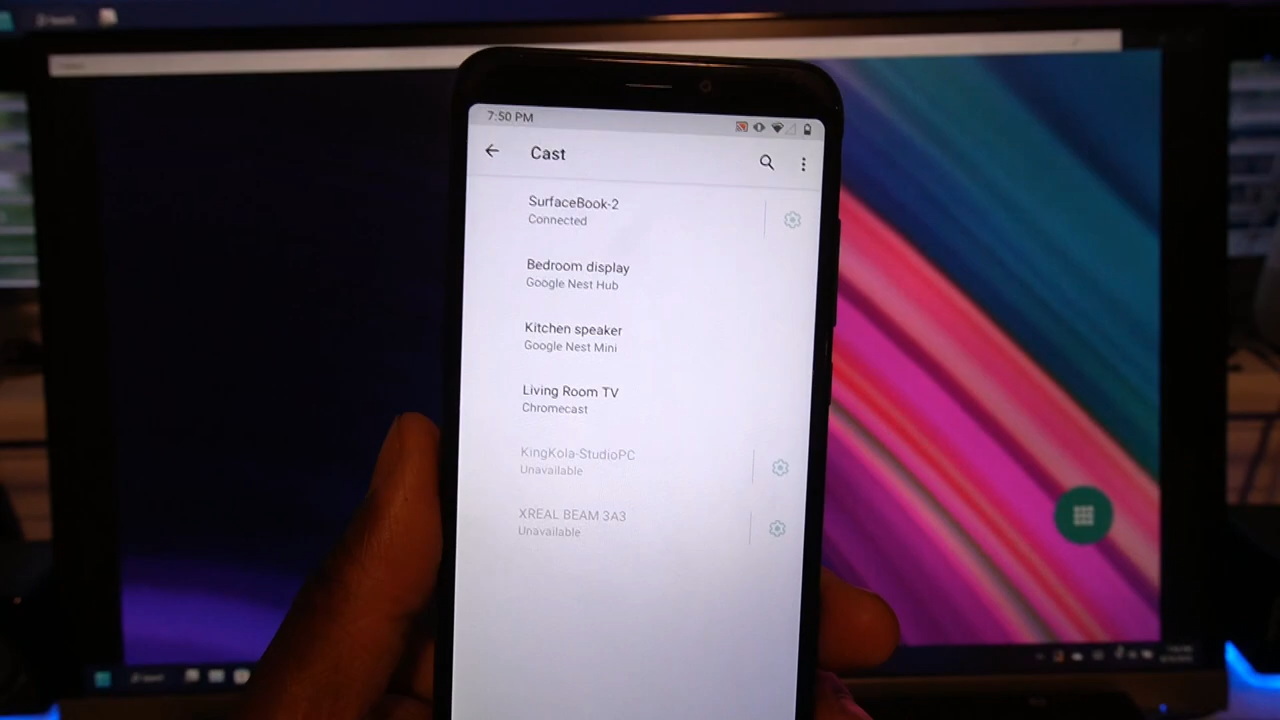 7:50 PM
Cast
SurfaceBook-2
Connected
Bedroom display
Google Nest Hub
Kitchen speaker
Google Nest Mini
Living Room TV
Chromecast
KingKola-StudioPC
Unavailable
XREAL BEAM 3A3
Unavailable